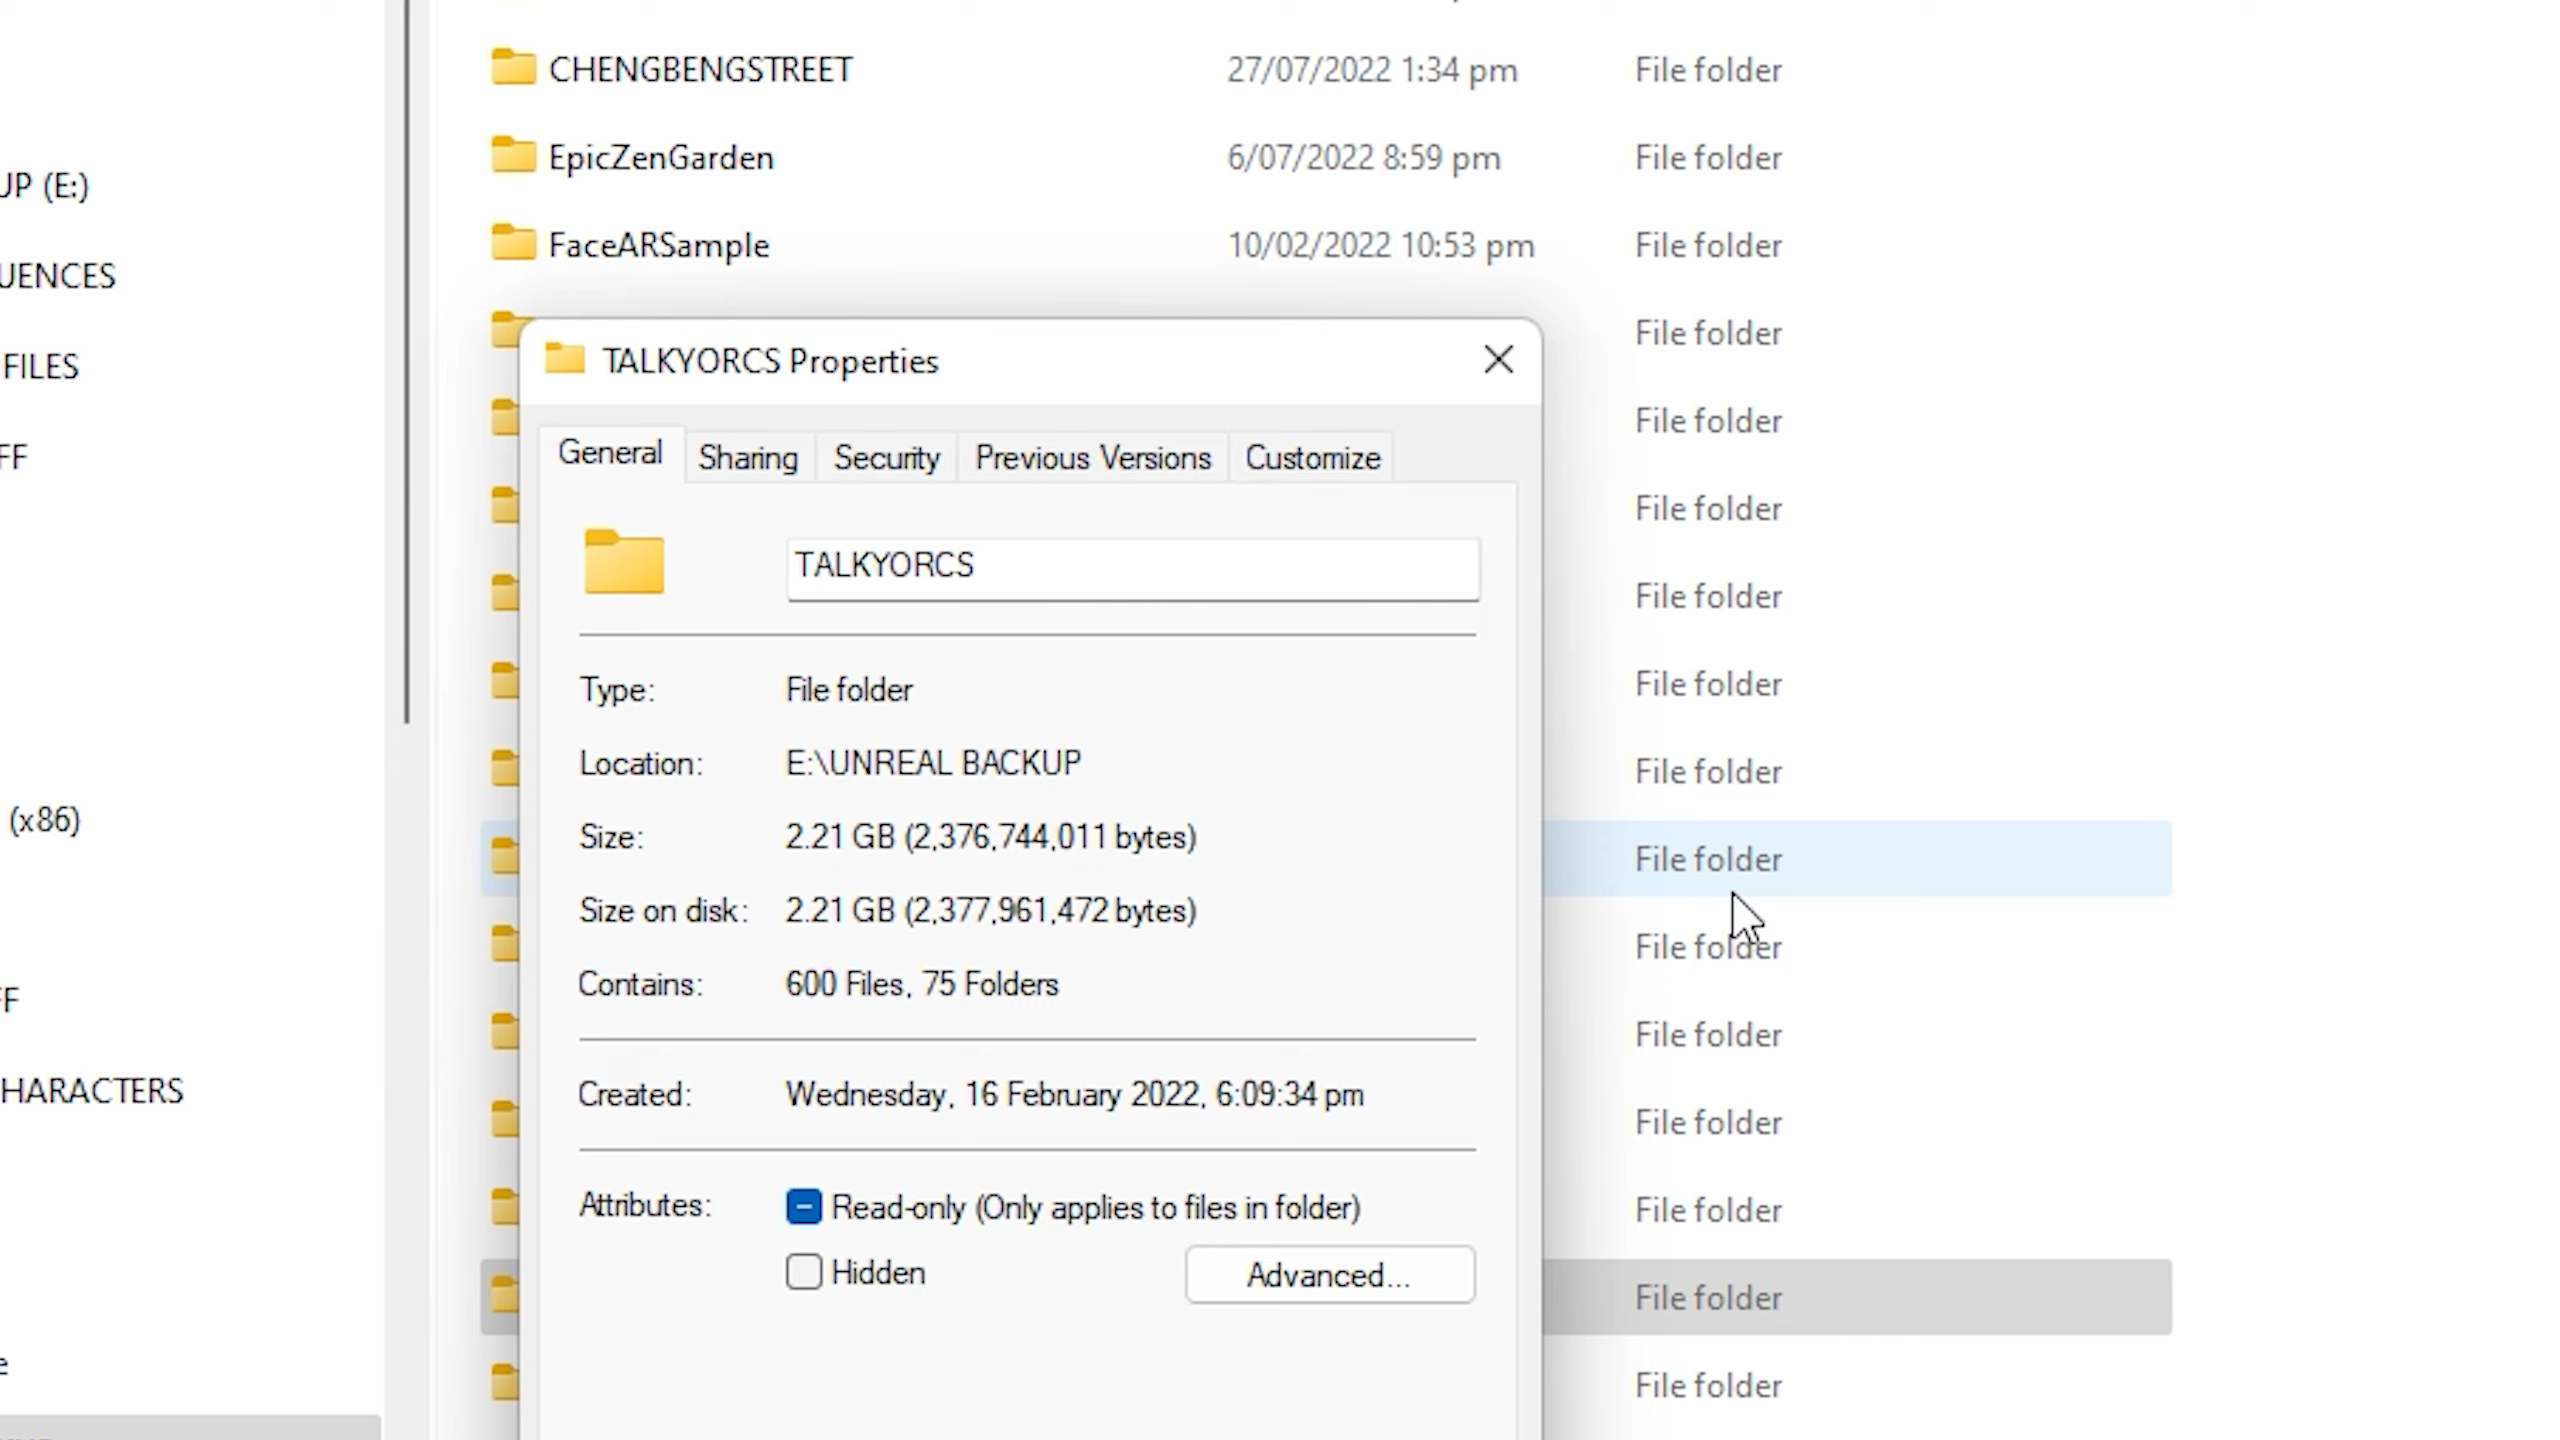 CHENGBENGSTREET 27/07/2022 1:34 pm File folder
UP (E:) EpicZenGarden 6/07/2022 8:59 pm File folder
UENCES FaceARSample 10/02/2022 10:53 pm File folder
File folder
FILES TALKYORCS Properties
File folder
FF General Sharing Security Previous Versions Customize
File folder
TALKYORCS
File folder
Type: File folder File folder
Location: E:\UNREAL BACKUP File folder
(x86) Size: 2.21 GB (2,376,744,011 bytes) File folder
Size on disk: 2.21 GB (2,377,961,472 bytes) File folder
FF Contains: 600 Files, 75 Folders
File folder
HARACTERS Created: Wednesday, 16 February 2022, 6:09:34 pm File folder
Attributes: Read-only (Only applies to files in folder) File folder
Hidden Advanced... File folder
e File folder